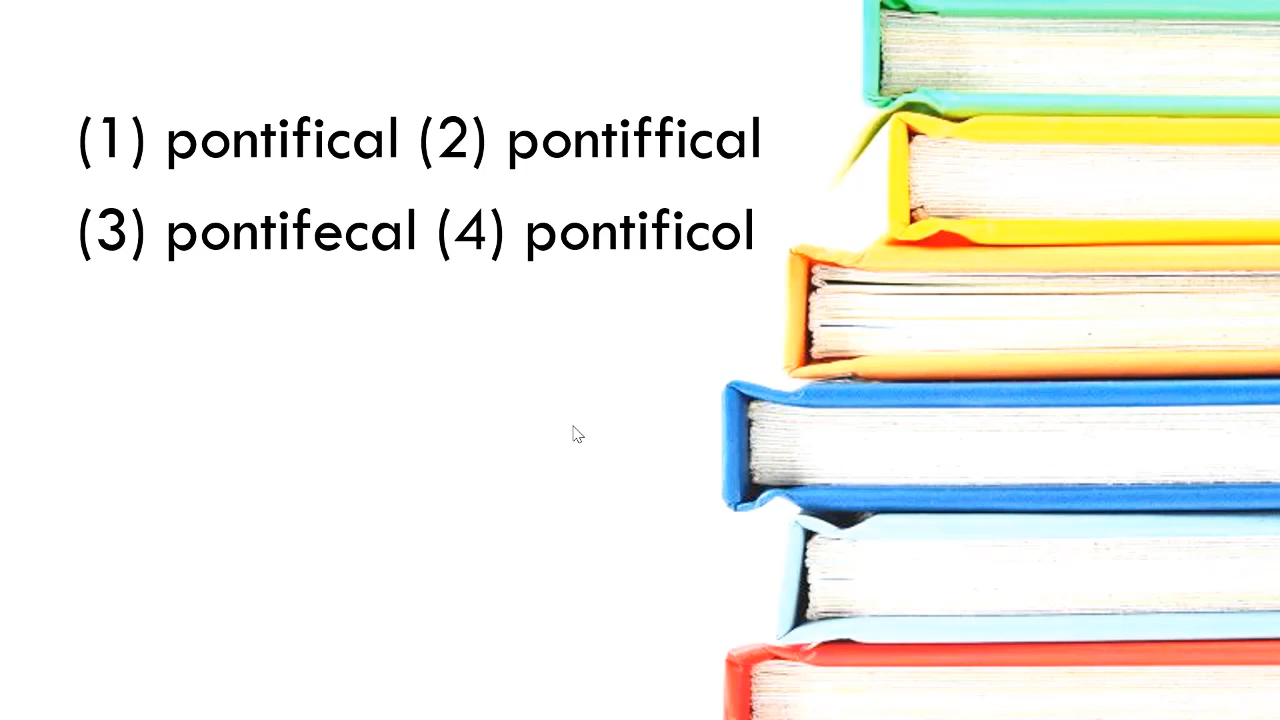 (1) pontifical (2) pontiffical
(3) pontifecal (4) pontificol